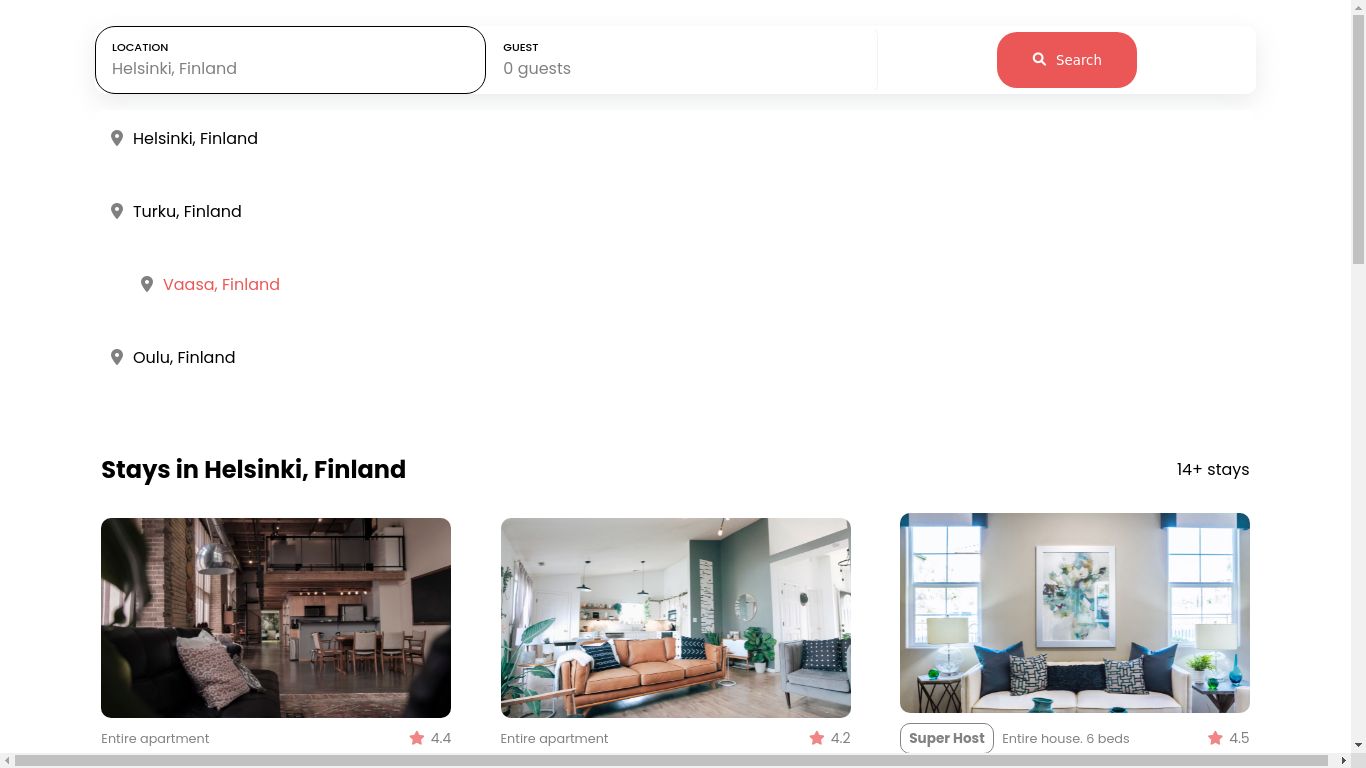 LOCATION
Helsinki, Finland
GUEST
0 guests
Search
Helsinki, Finland
Turku, Finland
Vaasa, Finland
Oulu, Finland
Stays in Helsinki, Finland
14+ stays
Entire apartment
4.4
Entire apartment
4.2
Super Host
Entire house. 6 beds
4.5